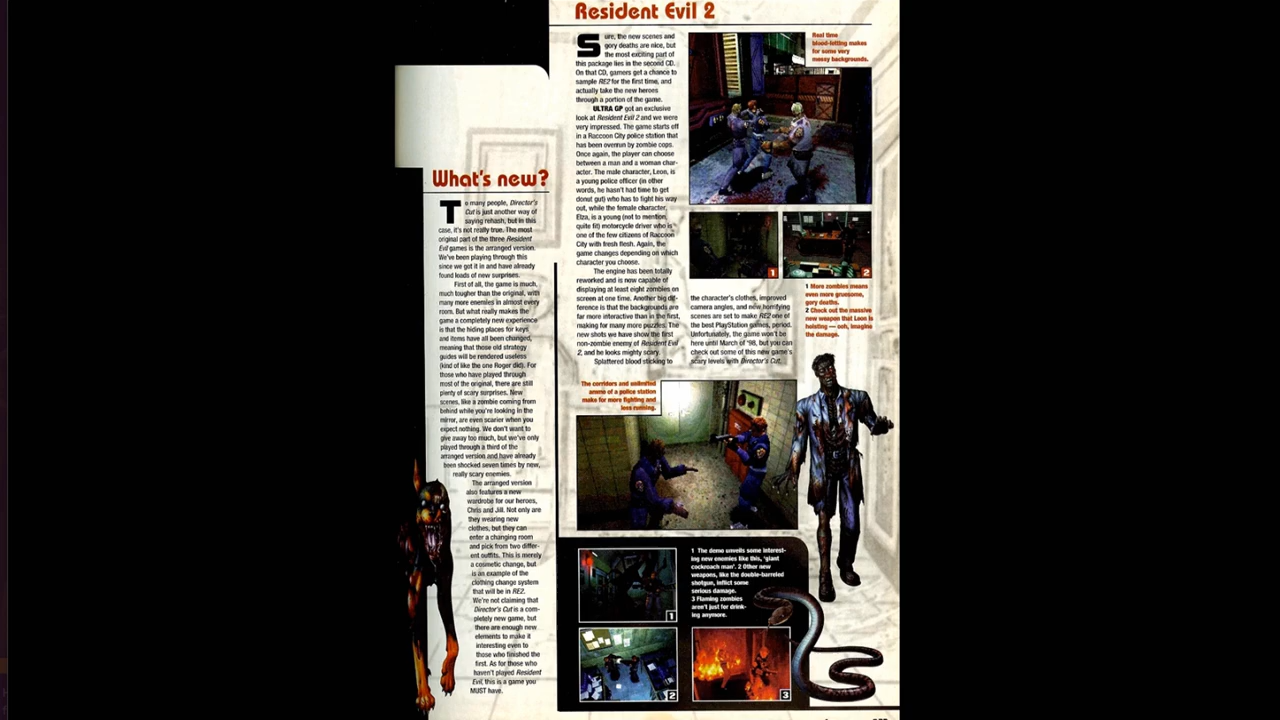 What's new?
To many people, Director's
Cut is just another way of
saying rehash, but in this
case, it's not really true. The most
original part of the three Resident
Evil games is the arranged version.
We've been playing through this
since we got it in and have already
found loads of new surprises.
First of all, the game is much,
much tougher than the original, with
many more enemies in almost every
room. But what really makes the
game a completely new experience
is that the hiding places for keys
and items have all been changed,
meaning that those old strategy
guides will be rendered useless
(kind of like the one Roger did). For
those who have played through
most of the original, there are still
plenty of scary surprises. New
scenes, like a zombie coming from
behind while you're looking in the
mirror, are even scarier when you
expect nothing. We don't want to
give away too much, but we've only
played through a third of the
arranged version and have already
been shocked seven times by new,
really scary enemies.
The arranged version
also features a new
wardrobe for our heroes,
Chris and Jill. Not only are
they wearing new
clothes, but they can
enter a changing room
and pick from two differ-
ent outfits. This is merely
a cosmetic change, but
is an example of the
clothing change system
that will be in RE2.
We're not claiming that
Director's Cut is a com-
pletely new game, but
there are enough new
elements to make it
interesting even to
those who finished the
first. As for those who
haven't played Resident
Evil, this is a game you
MUST have.
Resident Evil 2
Sure, the new scenes and
gory deaths are nice, but
the most exciting part of
this package lies in the second CD.
On that CD, gamers get a chance to
sample RE2 for the first time, and
actually take the new heroes
through a portion of the game.
ULTRA GP got an exclusive
look at Resident Evil 2 and we were
very impressed. The game starts off
in a Raccoon City police station that
has been overrun by zombie cops.
Once again, the player can choose
between a man and a woman char-
acter. The male character, Leon, is
a young police officer (in other
words, he hasn't had time to get
donut gut) who has to fight his way
out, while the female character,
Elza, is a young (not to mention,
quite fit) motorcycle driver who is
one of the few citizens of Raccoon
City with fresh flesh. Again, the
game changes depending on which
character you choose.
The engine has been totally
reworked and is now capable of
displaying at least eight zombies on
screen at one time. Another big dif-
ference is that the backgrounds are
far more interactive than in the first,
making for many more puzzles. The
new shots we have show the first
non-zombie enemy of Resident Evil
2, and he looks mighty scary.
Splattered blood sticking to
the character's clothes, improved
camera angles, and new horrifying
scenes are set to make RE2 one of
the best PlayStation games, period.
Unfortunately, the game won't be
here until March of '98, but you can
check out some of this new game's
scary levels with Director's Cut.
Real time
blood-letting makes
for some very
messy backgrounds.
1
2
1 More zombies means
even more gruesome,
gory deaths.
2 Check out the massive
new weapon that Leon is
hoisting — ooh, imagine
the damage.
The corridors and unlimited
ammo of a police station
make for more fighting and
less running.
1 The demo unveils some interest-
ing new enemies like this, 'giant
cockroach man'. 2 Other new
weapons, like the double-barreled
shotgun, inflict some
serious damage.
3 Flaming zombies
aren't just for drink-
ing anymore.
1
2
3